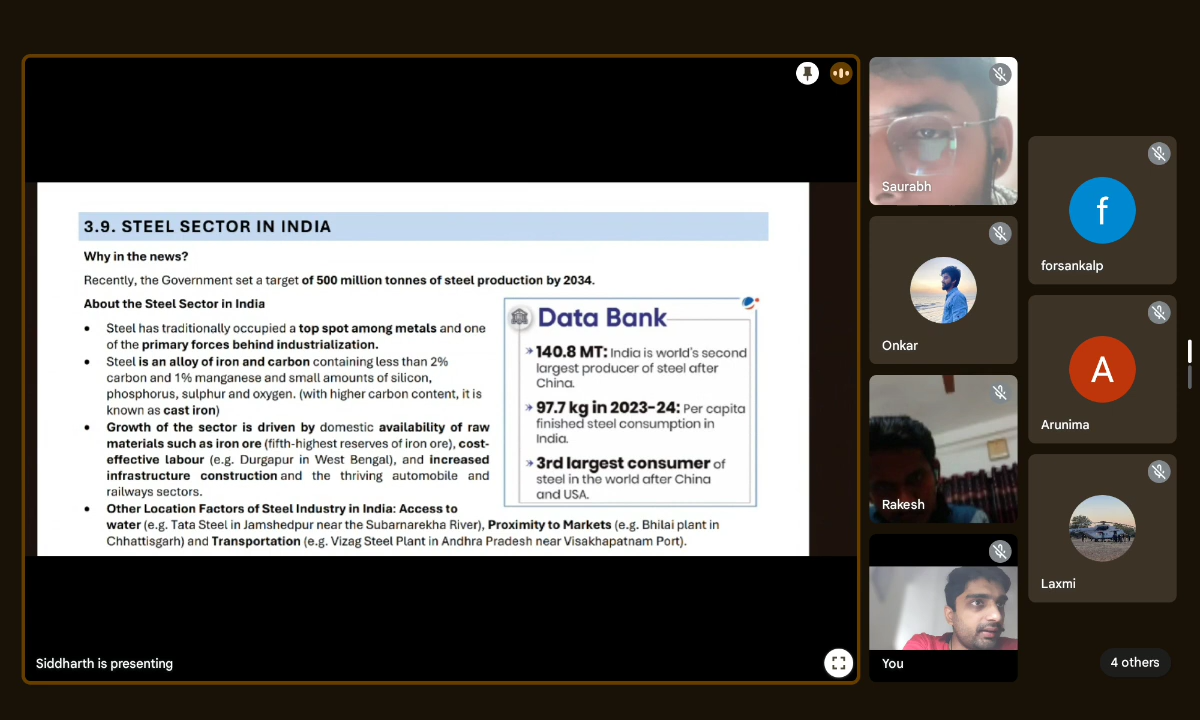 3.9. STEEL SECTOR IN INDIA
Why in the news?
Recently, the Government set a target of 500 million tonnes of steel production by 2034.
About the Steel Sector in India
• Steel has traditionally occupied a top spot among metals and one
of the primary forces behind industrialization.
• Steel is an alloy of iron and carbon containing less than 2%
carbon and 1% manganese and small amounts of silicon,
phosphorus, sulphur and oxygen. (with higher carbon content, it is
known as cast iron)
• Growth of the sector is driven by domestic availability of raw
materials such as iron ore (fifth-highest reserves of iron ore), cost-
effective labour (e.g. Durgapur in West Bengal), and increased
infrastructure construction and the thriving automobile and
railways sectors.
• Other Location Factors of Steel Industry in India: Access to
water (e.g. Tata Steel in Jamshedpur near the Subarnarekha River), Proximity to Markets (e.g. Bhilai plant in
Chhattisgarh) and Transportation (e.g. Vizag Steel Plant in Andhra Pradesh near Visakhapatnam Port).
Data Bank
» 140.8 MT: India is world's second
largest producer of steel after
China.
» 97.7 kg in 2023-24: Per capita
finished steel consumption in
India.
» 3rd largest consumer of
steel in the world after China
and USA.
Siddharth is presenting
Saurabh
Onkar
Rakesh
You
f
forsankalp
A
Arunima
Laxmi
4 others